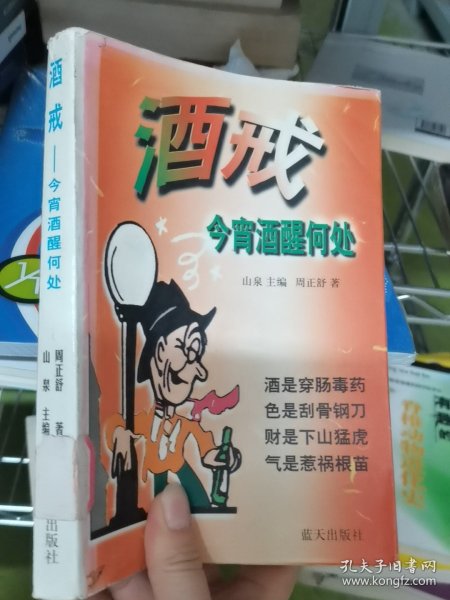 酒戒
今宵酒醒何处
山泉 主编 周正舒 著
酒是穿肠毒药
色是刮骨钢刀
财是下山猛虎
气是惹祸根苗
蓝天出版社
酒戒——今宵酒醒何处
周正舒 著
山泉 主编
出版社
孔夫子旧书网
www.kongfz.com